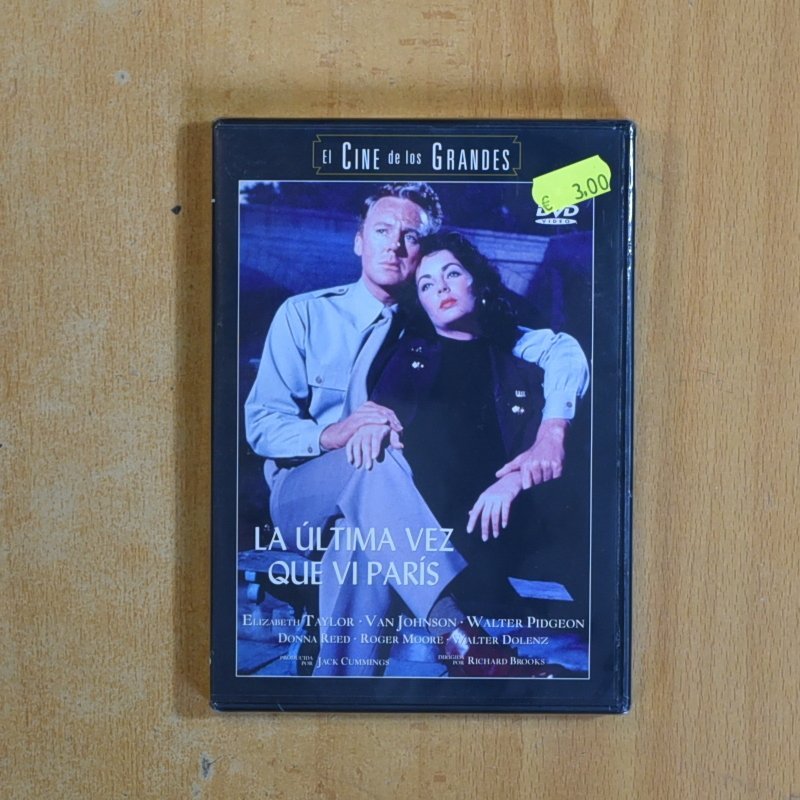 El CINE de los GRANDES
€ 3,00
DVD
VIDEO
LA ÚLTIMA VEZ
QUE VI PARÍS
ELIZABETH TAYLOR · VAN JOHNSON · WALTER PIDGEON
DONNA REED · ROGER MOORE · WALTER DOLENZ
PRODUCIDA POR JACK CUMMINGS DIRIGIDA POR RICHARD BROOKS